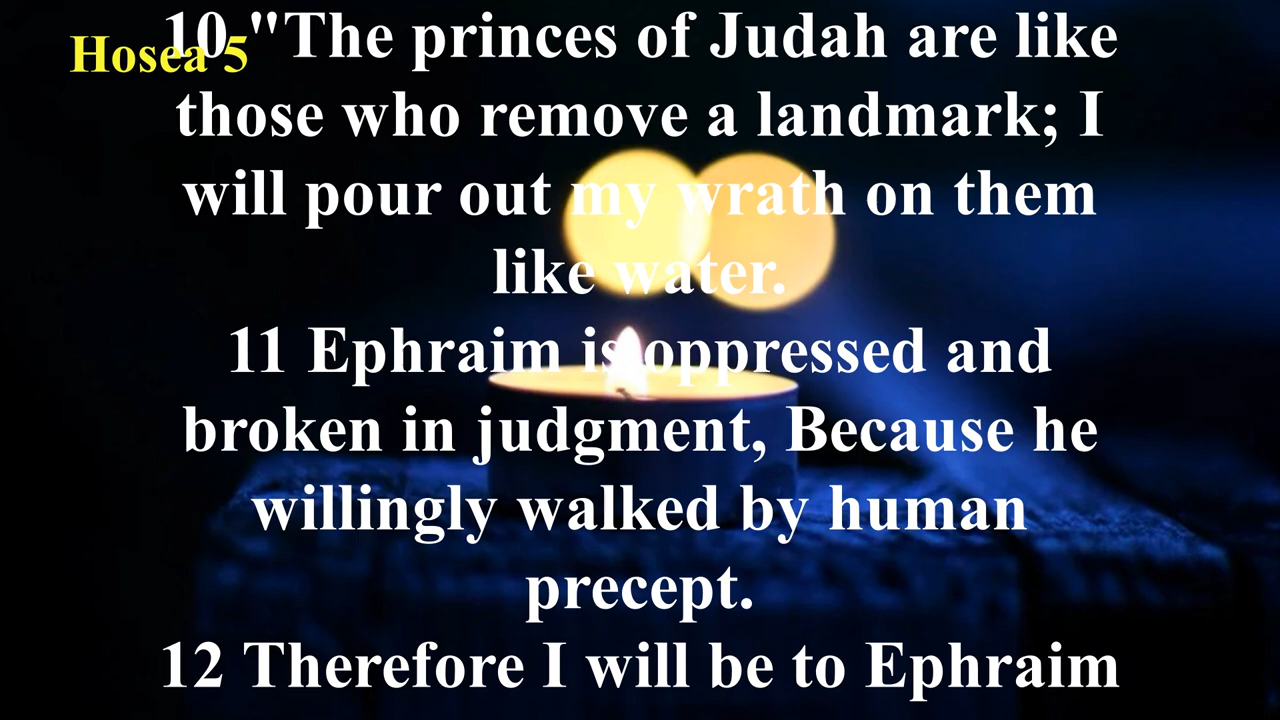 Hosea 5
10 "The princes of Judah are like
those who remove a landmark; I
will pour out my wrath on them
like water.
11 Ephraim is oppressed and
broken in judgment, Because he
willingly walked by human
precept.
12 Therefore I will be to Ephraim